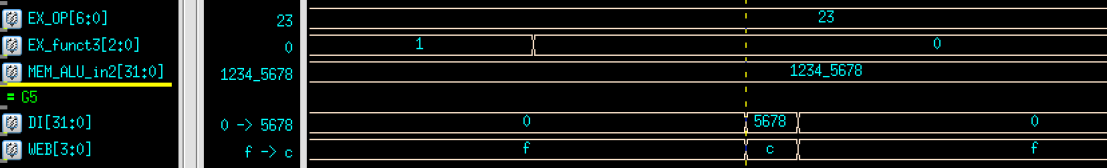 EX_OP[6:0] 23 23
EX_funct3[2:0] 0 1 0
MEM_ALU_in2[31:0] 1234_5678 1234_5678
= G5
DI[31:0] 0 -> 5678 0 5678 0
WEB[3:0] f -> c f c f